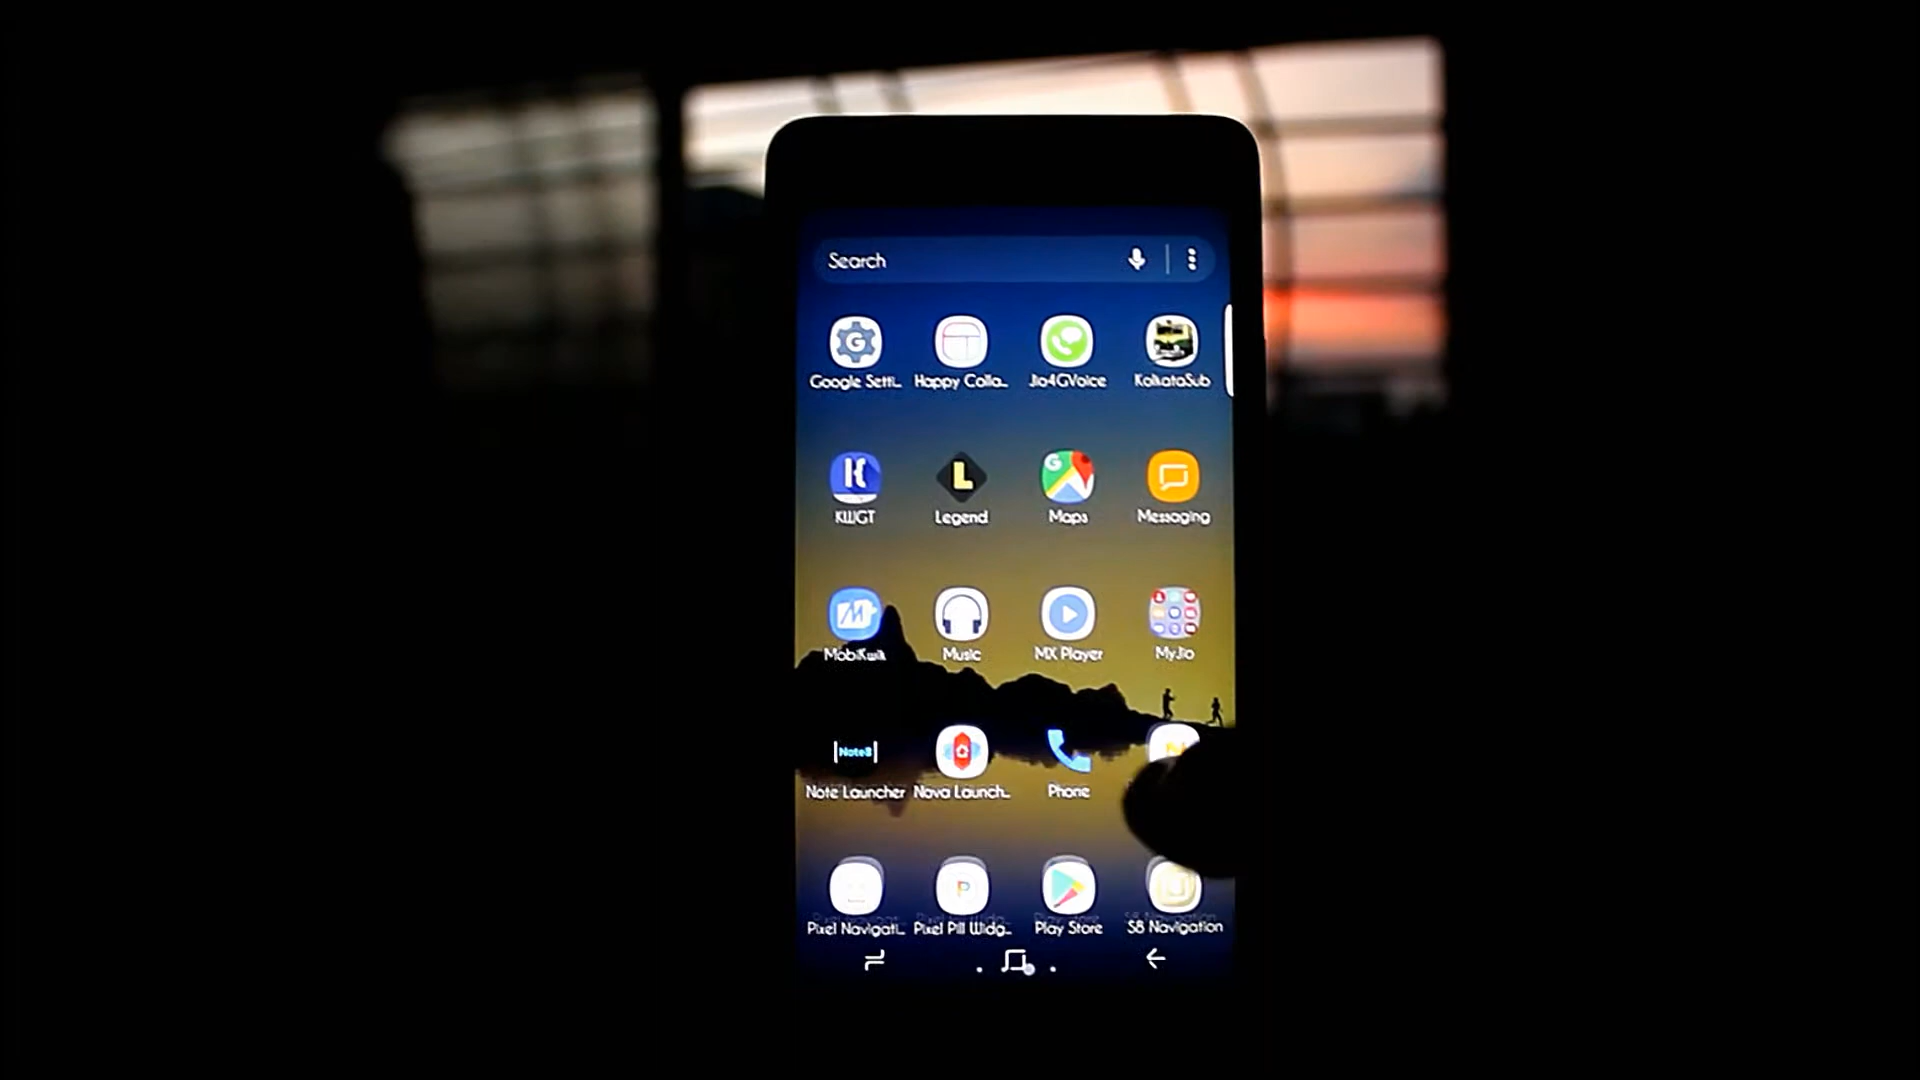 Search
Google Setti...
Happy Colla...
Jio4GVoice
KolkataSub
KWGT
L
Legend
G
Maps
Messaging
MobiKwik
Music
MX Player
MyJio
Note8
Note Launcher
Nova Launch...
Phone
P
Pixel Navigati...
Pixel Pill Widg...
Play Store
S8 Navigation